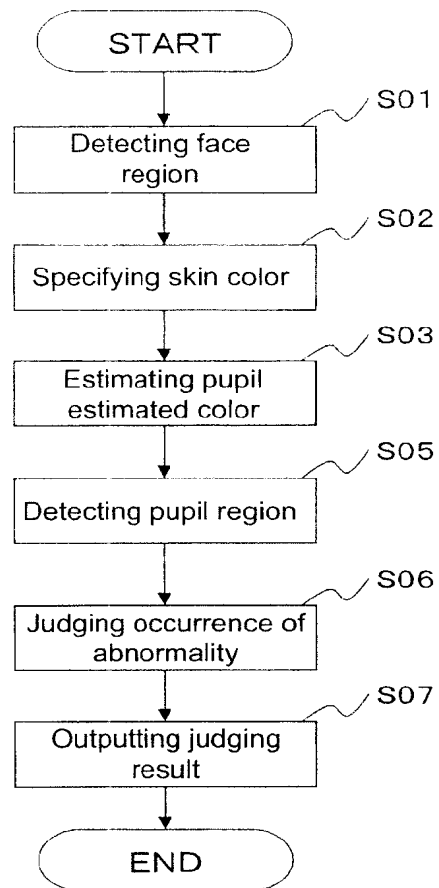 START
S01
Detecting face
region
S02
Specifying skin color
S03
Estimating pupil
estimated color
S05
Detecting pupil region
S06
Judging occurrence of
abnormality
S07
Outputting judging
result
END